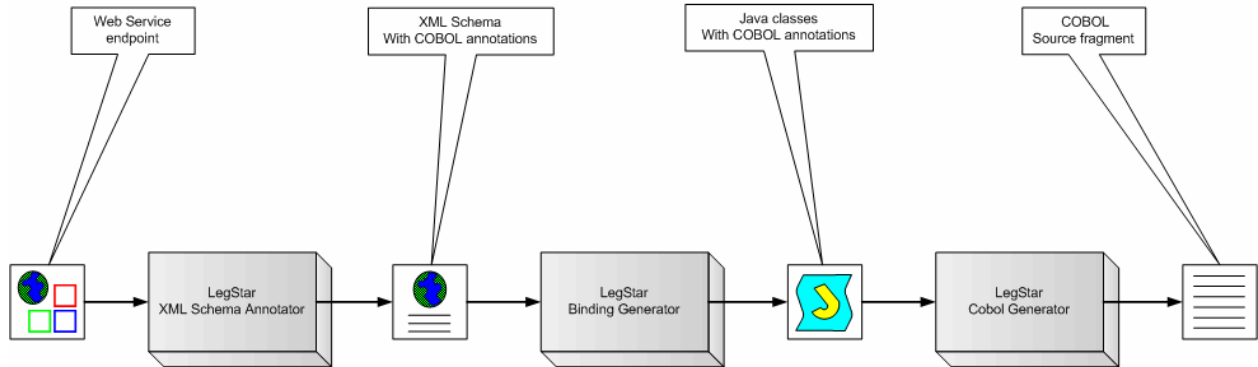 Web Service
endpoint
XML Schema
With COBOL annotations
Java classes
With COBOL annotations
COBOL
Source fragment
LegStar
XML Schema Annotator
LegStar
Binding Generator
J
LegStar
Cobol Generator